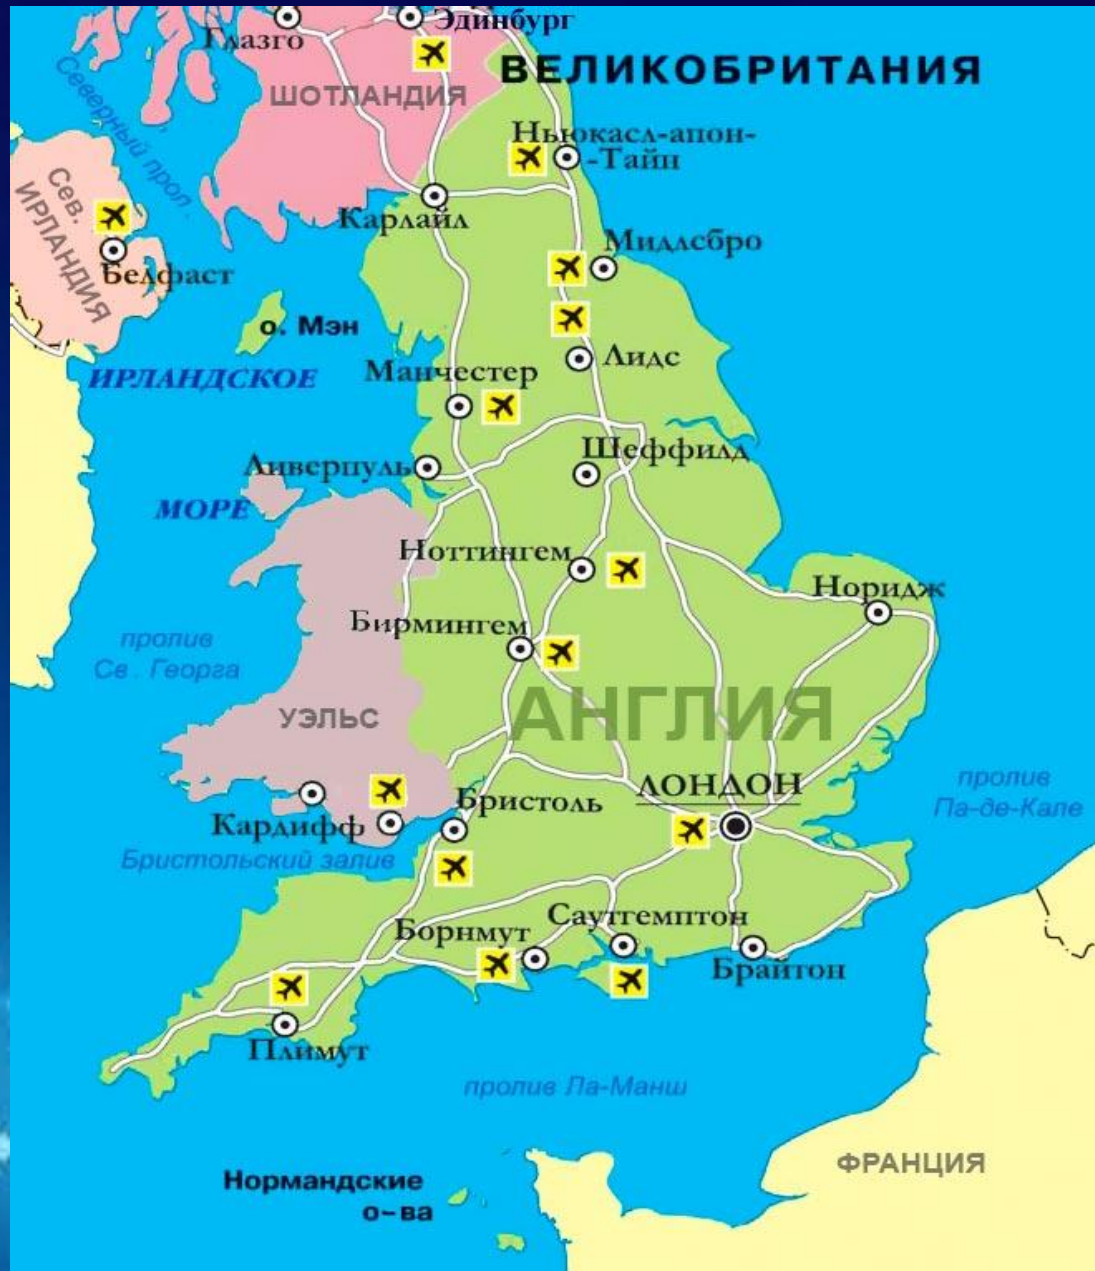 Эдинбург
Глазго
ВЕЛИКОБРИТАНИЯ
ШОТЛАНДИЯ
Северный прол.
Ньюкасл-апон-
-Тайн
Сев.
ИРЛАНДИЯ
Карлайл
Мидлсбро
Белфаст
о. Мэн
Лидс
ИРЛАНДСКОЕ
Манчестер
Шеффилд
Ливерпуль
МОРЕ
Ноттингем
Норидж
Бирмингем
пролив
Св. Георга
АНГЛИЯ
УЭЛЬС
ЛОНДОН
пролив
Па-де-Кале
Бристоль
Кардифф
Бристольский залив
Саутгемптон
Борнмут
Брайтон
Плимут
пролив Ла-Манш
ФРАНЦИЯ
Нормандские
о-ва